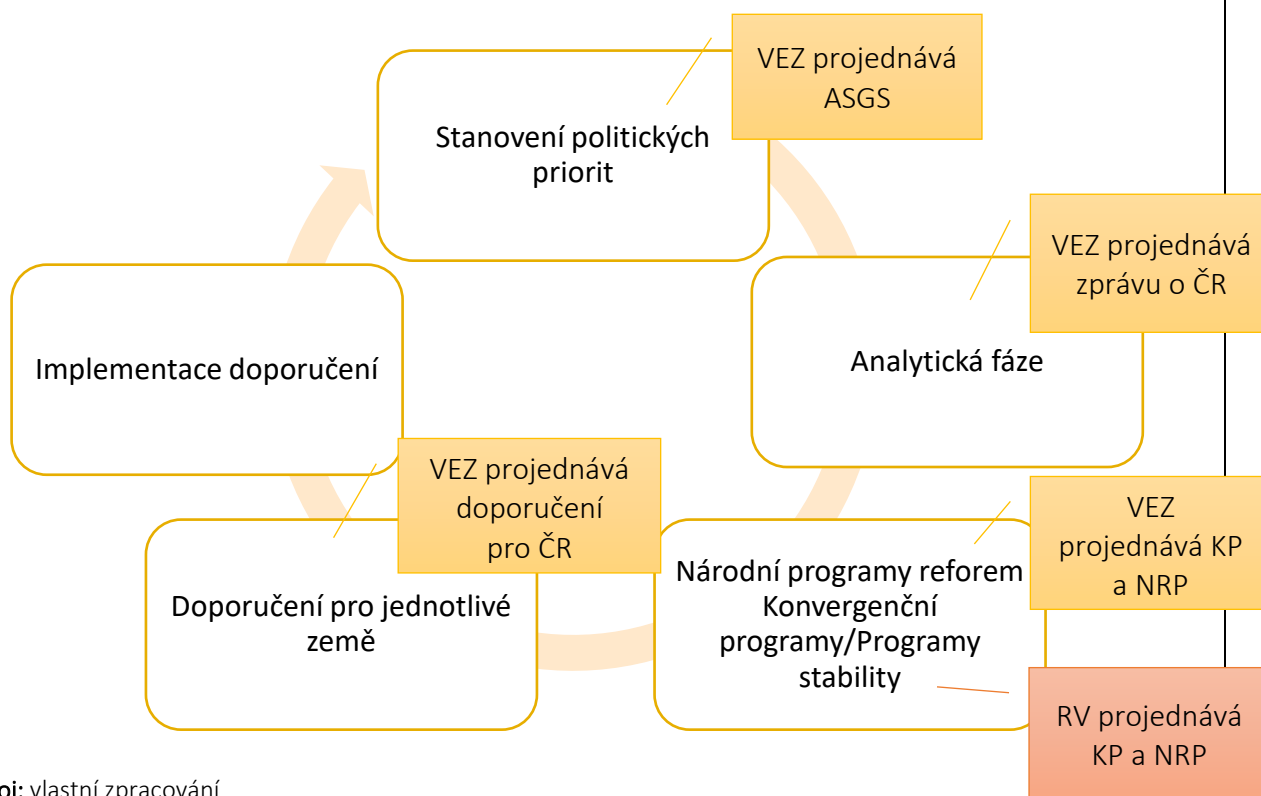 VEZ projednává
ASGS
Stanovení politických
priorit
VEZ projednává
zprávu o ČR
Analytická fáze
Implementace doporučení
VEZ projednává
doporučení
pro ČR
VEZ
projednává KP
a NRP
Národní programy reforem
Konvergenční
programy/Programy
stability
Doporučení pro jednotlivé
země
RV projednává
KP a NRP
vlastní zpracování